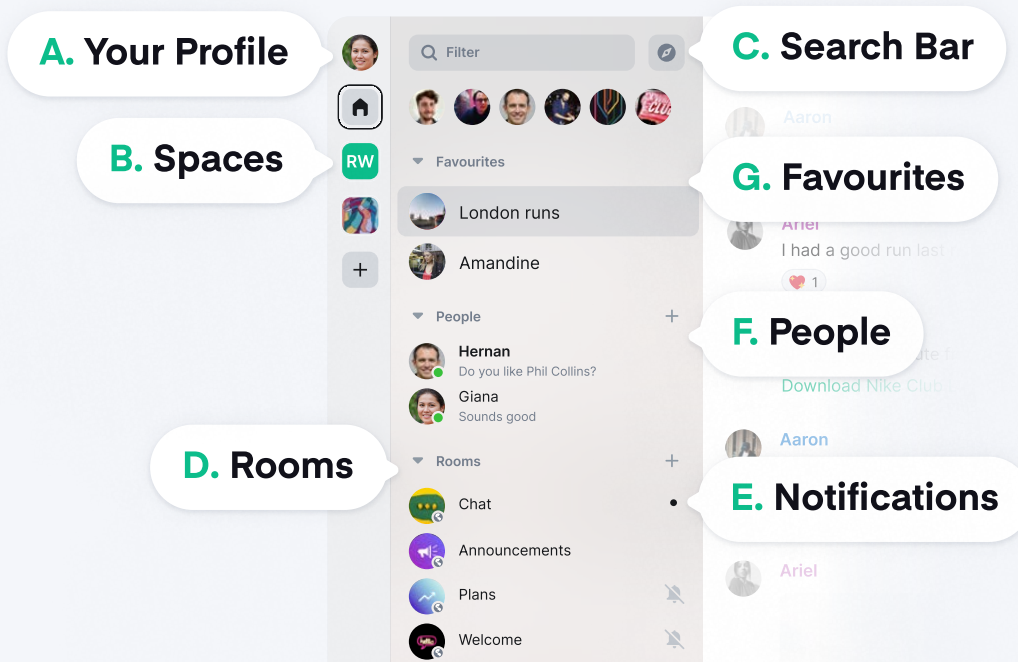 A. Your Profile
Filter
C. Search Bar
Aaron
B. Spaces
RW
Favourites
G. Favourites
London runs
Ariel
I had a good run last
1
Amandine
People
F. People
Hernan
Do you like Phil Collins?
Download Nike Club
Giana
Sounds good
Aaron
D. Rooms
Rooms
Chat
E. Notifications
Announcements
Ariel
Plans
Welcome